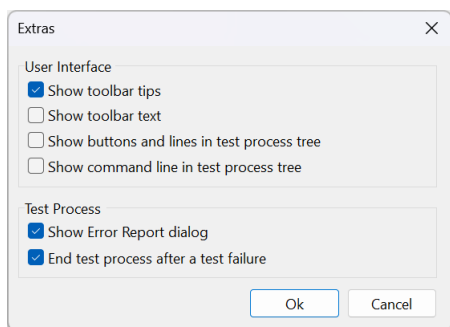 Extras
User Interface
Show toolbar tips
Show toolbar text
Show buttons and lines in test process tree
Show command line in test process tree
Test Process
Show Error Report dialog
End test process after a test failure
Ok Cancel